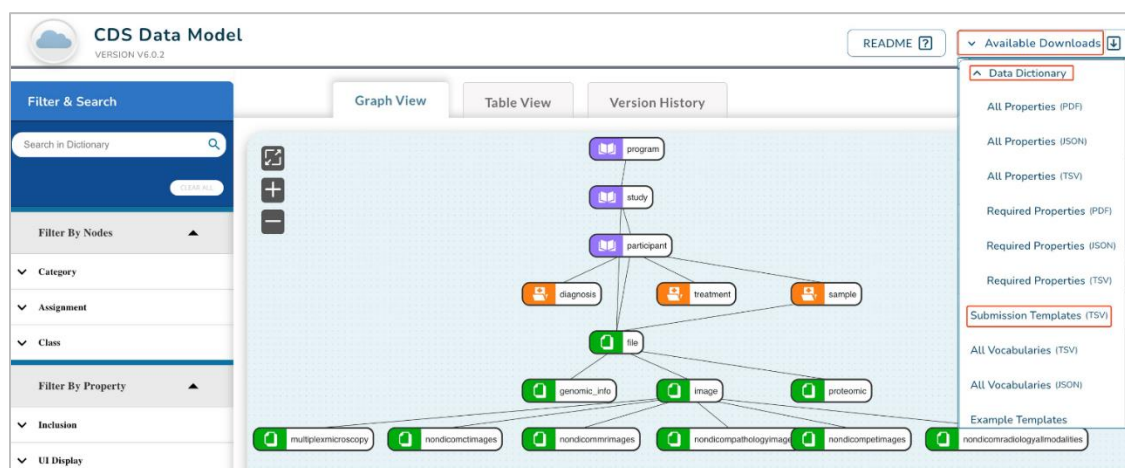 CDS Data Model
VERSION V6.0.2
README ?
Available Downloads
Data Dictionary
All Properties (PDF)
All Properties (JSON)
All Properties (TSV)
Required Properties (PDF)
Required Properties (JSON)
Required Properties (TSV)
Submission Templates (TSV)
All Vocabularies (TSV)
All Vocabularies (JSON)
Example Templates
Filter & Search
Search in Dictionary
CLEAR ALL
Filter By Nodes
Category
Assignment
Class
Filter By Property
Inclusion
UI Display
Graph View
Table View
Version History
program
study
participant
diagnosis
treatment
sample
file
genomic_info
image
proteomic
multiplexmicroscopy
nondicomctimages
nondicommrimages
nondicompathologyimage
nondicompetimages
nondicomradiologyallmodalities